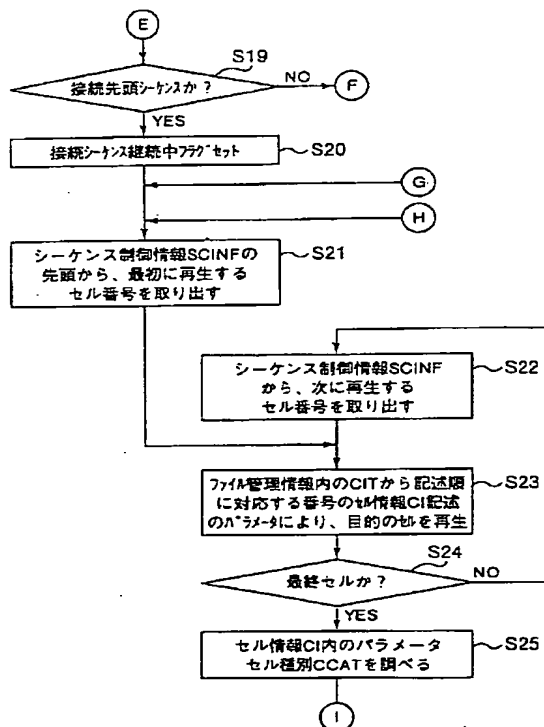 E
S19
接続先頭シーケンスか?
NO
F
YES
接続シーケンス継続中フラグセット
S20
G
H
シーケンス制御情報SCINFの
先頭から、最初に再生する
セル番号を取り出す
S21
シーケンス制御情報SCINF
から、次に再生する
セル番号を取り出す
S22
ファイル管理情報内のCITから記述順
に対応する番号のセル情報CI記述
のパラメータにより、目的のセルを再生
S23
S24
最終セルか?
NO
YES
セル情報CI内のパラメータ
セル種別CCATを調べる
S25
I